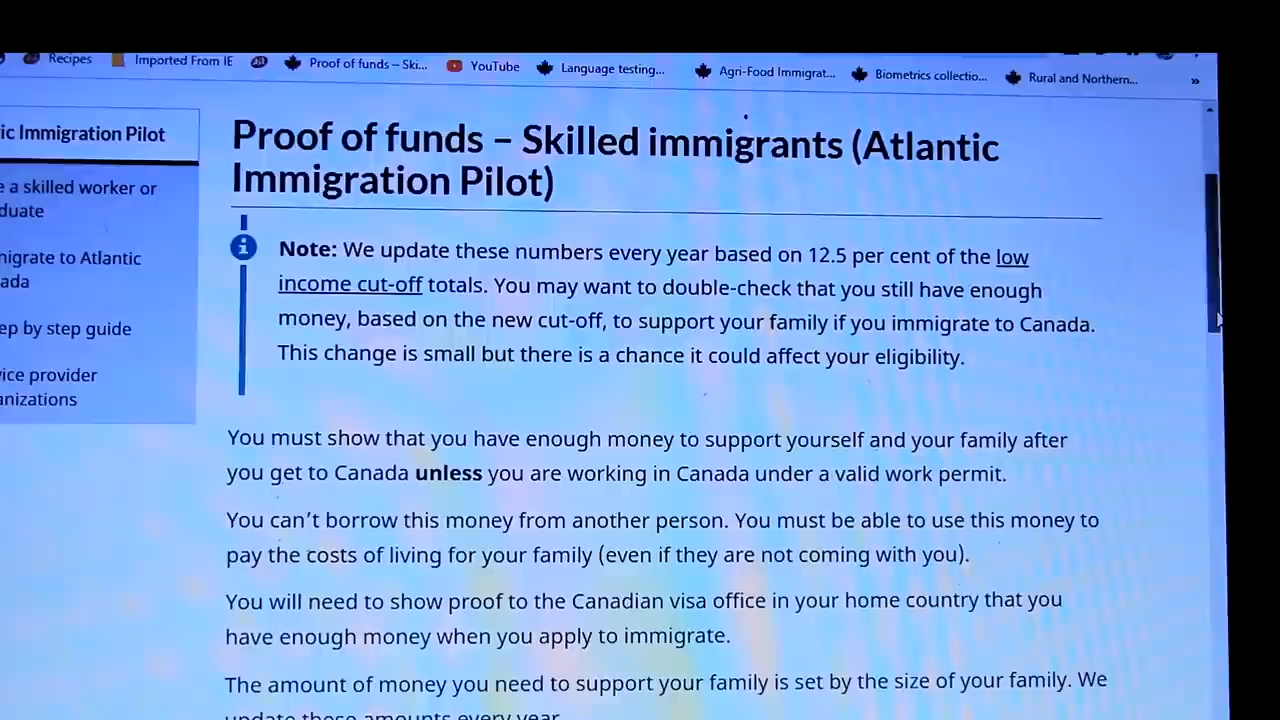 Recipes
Imported From IE
Proof of funds – Ski...
YouTube
Language testing...
Agri-Food Immigrat...
Biometrics collectio...
Rural and Northern...
»
ic Immigration Pilot
e a skilled worker or
duate
nigrate to Atlantic
ada
ep by step guide
vice provider
anizations
Proof of funds – Skilled immigrants (Atlantic
Immigration Pilot)
Note: We update these numbers every year based on 12.5 per cent of the low
income cut-off totals. You may want to double-check that you still have enough
money, based on the new cut-off, to support your family if you immigrate to Canada.
This change is small but there is a chance it could affect your eligibility.
You must show that you have enough money to support yourself and your family after
you get to Canada unless you are working in Canada under a valid work permit.
You can't borrow this money from another person. You must be able to use this money to
pay the costs of living for your family (even if they are not coming with you).
You will need to show proof to the Canadian visa office in your home country that you
have enough money when you apply to immigrate.
The amount of money you need to support your family is set by the size of your family. We
update these amounts every year.